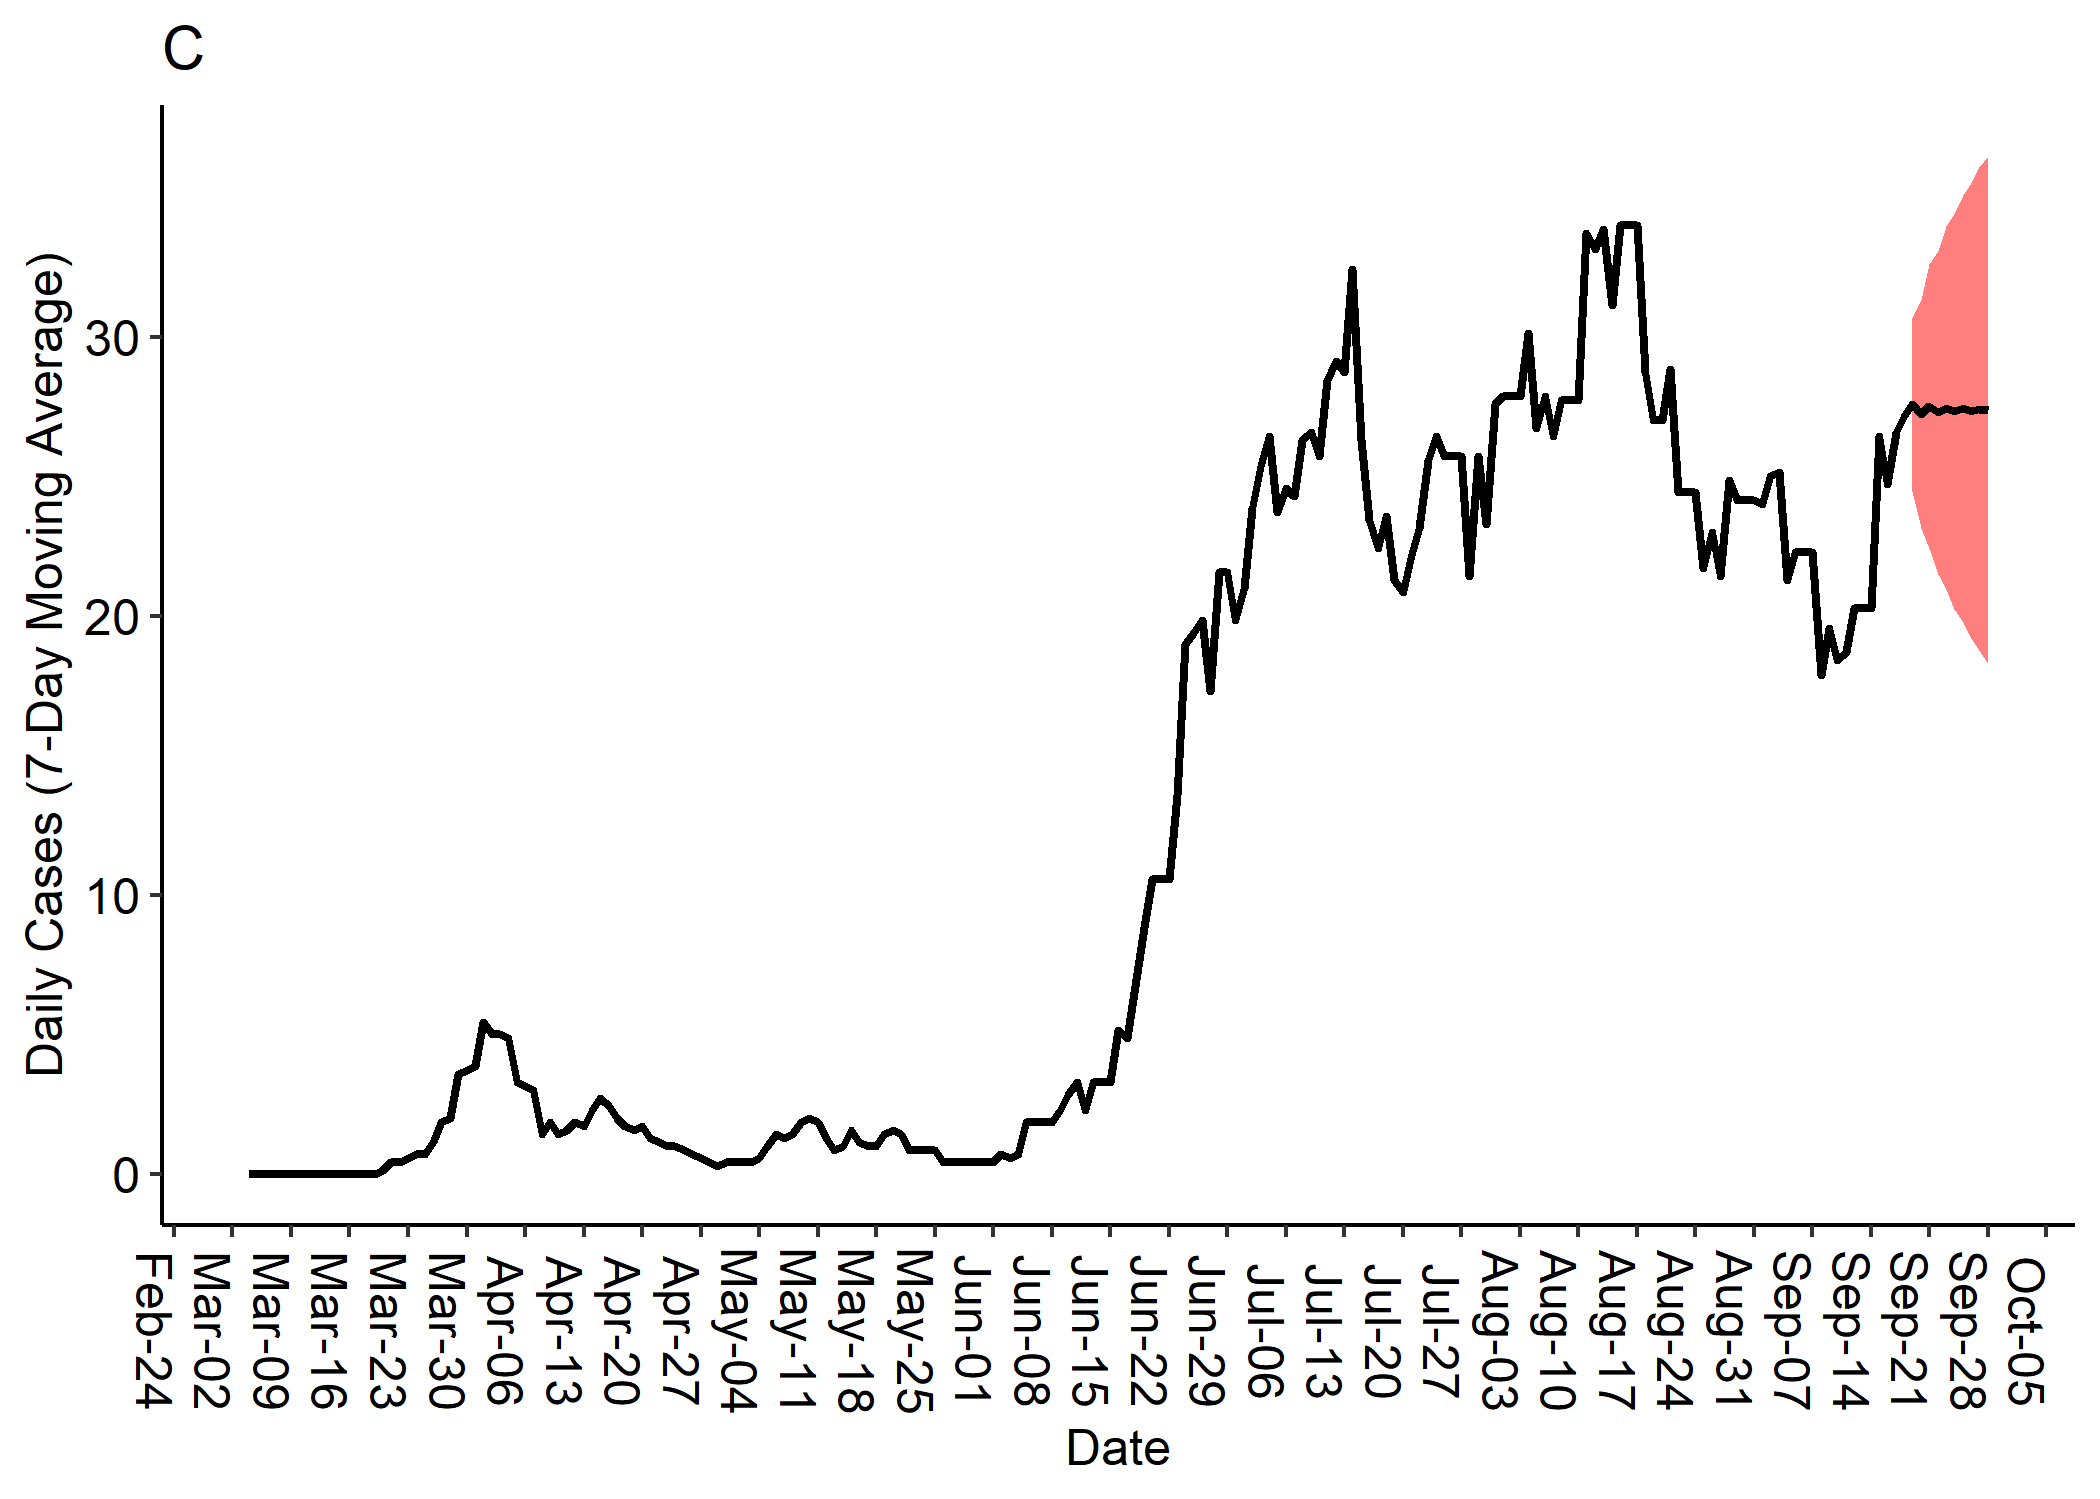 C
Daily Cases (7-Day Moving Average)
30
20
10
0
Feb-24
Mar-02
Mar-09
Mar-16
Mar-23
Mar-30
Apr-06
Apr-13
Apr-20
Apr-27
May-04
May-11
May-18
May-25
Jun-01
Jun-08
Jun-15
Jun-22
Jun-29
Jul-06
Jul-13
Jul-20
Jul-27
Aug-03
Aug-10
Aug-17
Aug-24
Aug-31
Sep-07
Sep-14
Sep-21
Sep-28
Oct-05
Date